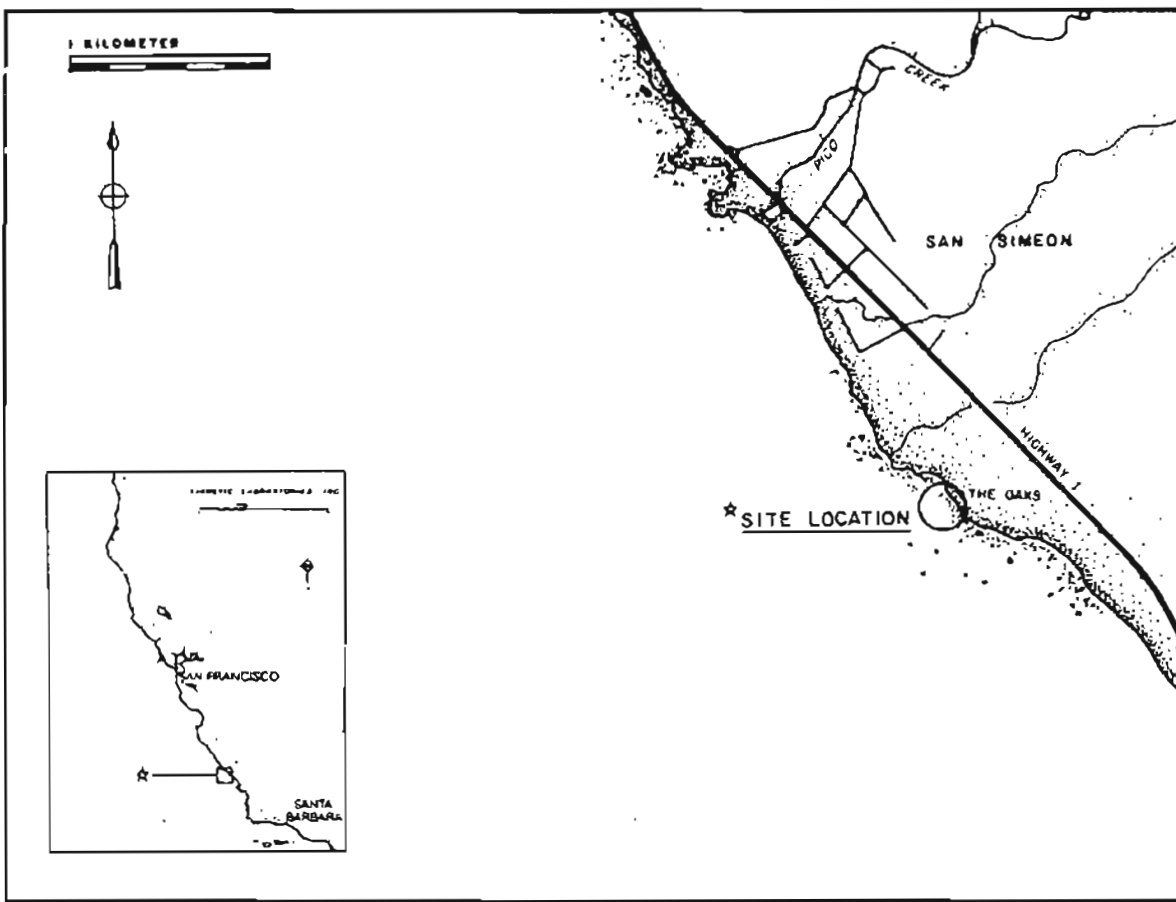 1 KILOMETER
CREEK
PICO
SAN SIMEON
HIGHWAY 1
THE OAKS
☆ SITE LOCATION
SAN FRANCISCO
SANTA
BARBARA